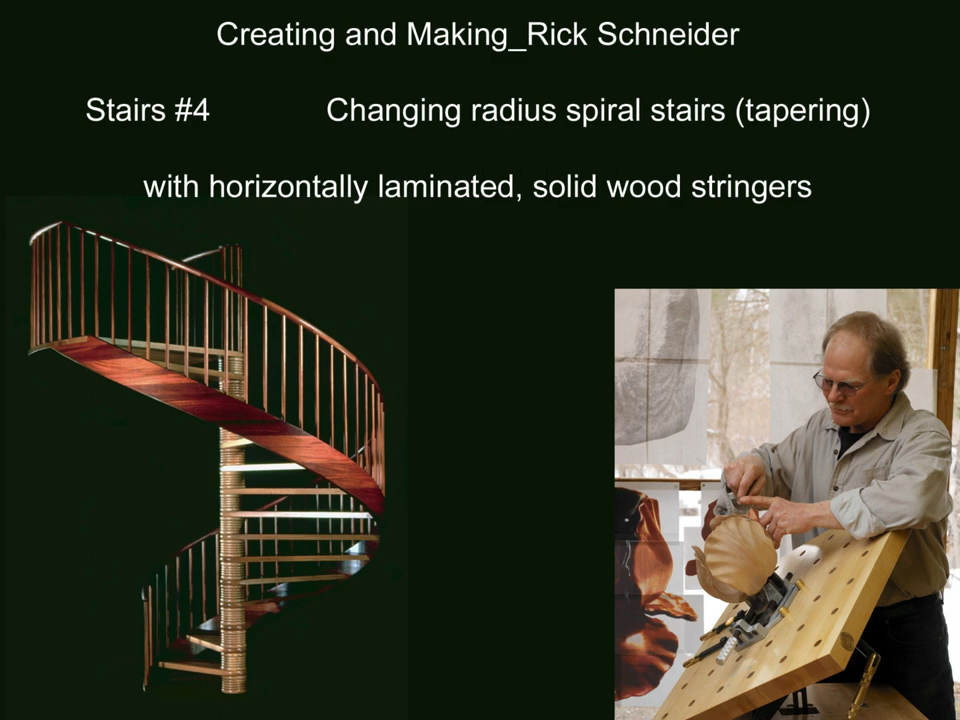 Creating and Making_Rick Schneider
Stairs #4 Changing radius spiral stairs (tapering)
with horizontally laminated, solid wood stringers